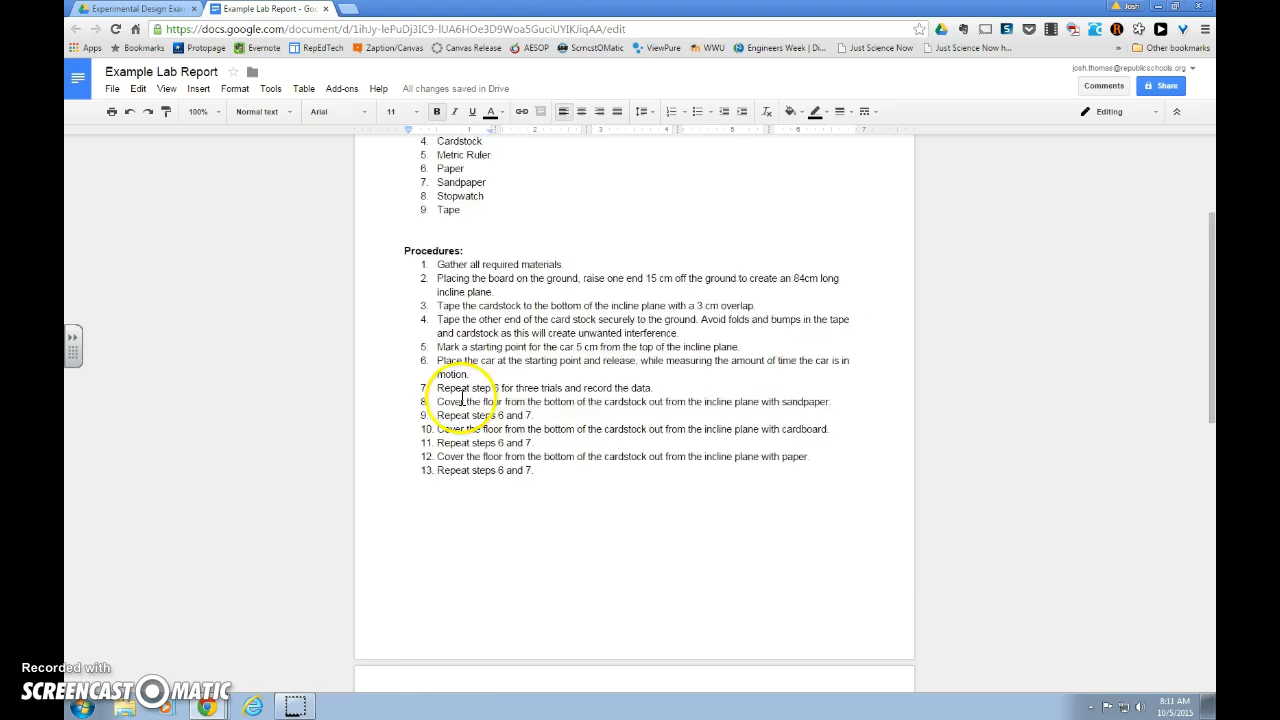 Experimental Design Exam
Example Lab Report - Goo
Josh
https://docs.google.com/document/d/1ihJy-lePuDj3IC9-IUA6HOe3D9Woa5GuciUYIKJiqAA/edit
Apps Bookmarks Protopage Evernote RepEdTech Zaption/Canvas Canvas Release AESOP ScrncstOMatic ViewPure WWU Engineers Week | Di Just Science Now Just Science Now h » Other bookmarks
Example Lab Report
josh.thomas@republicschools.org
File Edit View Insert Format Tools Table Add-ons Help All changes saved in Drive
Comments Share
100% Normal text Arial 11 B I U A Editing
1 2 3 4 5 6 7
4. Cardstock
5. Metric Ruler
6. Paper
7. Sandpaper
8. Stopwatch
9. Tape
Procedures:
1. Gather all required materials.
2. Placing the board on the ground, raise one end 15 cm off the ground to create an 84cm long
incline plane.
3. Tape the cardstock to the bottom of the incline plane with a 3 cm overlap.
4. Tape the other end of the card stock securely to the ground. Avoid folds and bumps in the tape
and cardstock as this will create unwanted interference.
5. Mark a starting point for the car 5 cm from the top of the incline plane.
6. Place the car at the starting point and release, while measuring the amount of time the car is in
motion.
7. Repeat step 6 for three trials and record the data.
8. Cover the floor from the bottom of the cardstock out from the incline plane with sandpaper.
9. Repeat steps 6 and 7.
10. Cover the floor from the bottom of the cardstock out from the incline plane with cardboard.
11. Repeat steps 6 and 7.
12. Cover the floor from the bottom of the cardstock out from the incline plane with paper.
13. Repeat steps 6 and 7.
Recorded with
SCREENCAST MATIC
8:11 AM
10/5/2015